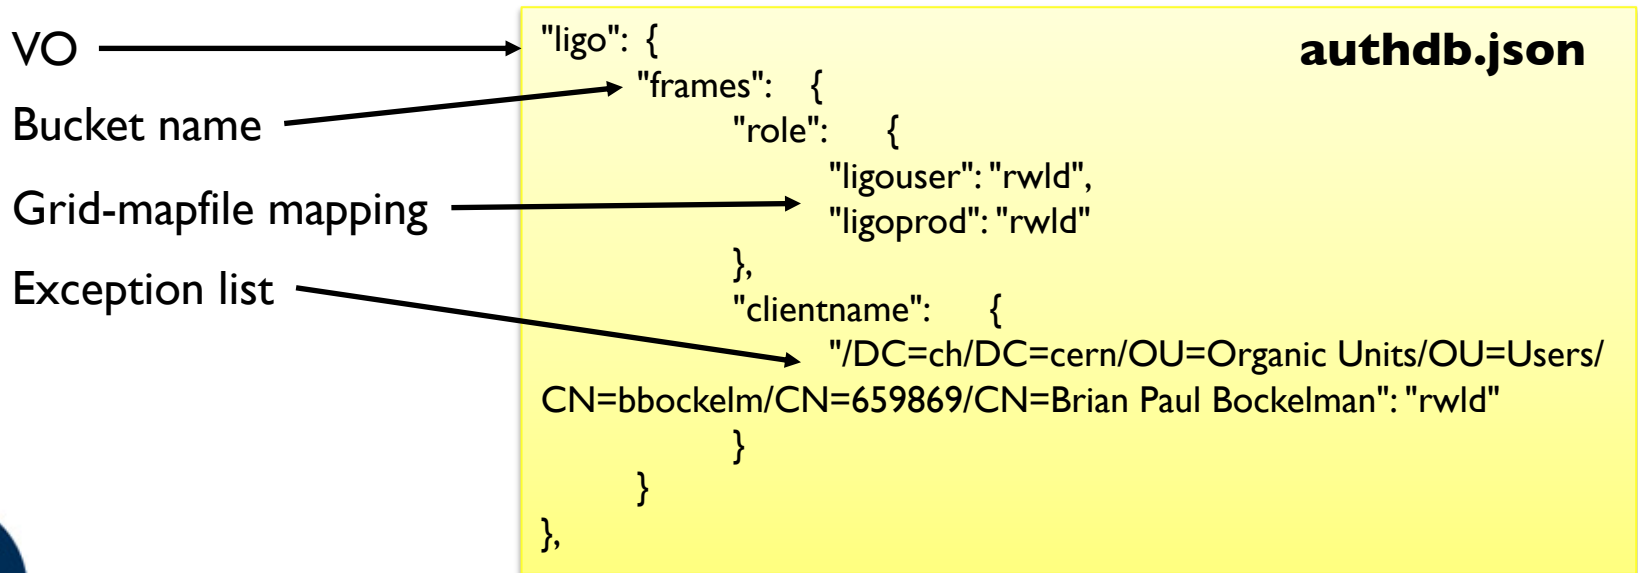 VO
Bucket name
Grid-mapfile mapping
Exception list
authdb.json
"ligo": {
"frames": {
"role": {
"ligouser": "rwld",
"ligoprod": "rwld"
},
"clientname": {
"/DC=ch/DC=cern/OU=Organic Units/OU=Users/
CN=bbockelm/CN=659869/CN=Brian Paul Bockelman": "rwld"
}
}
},